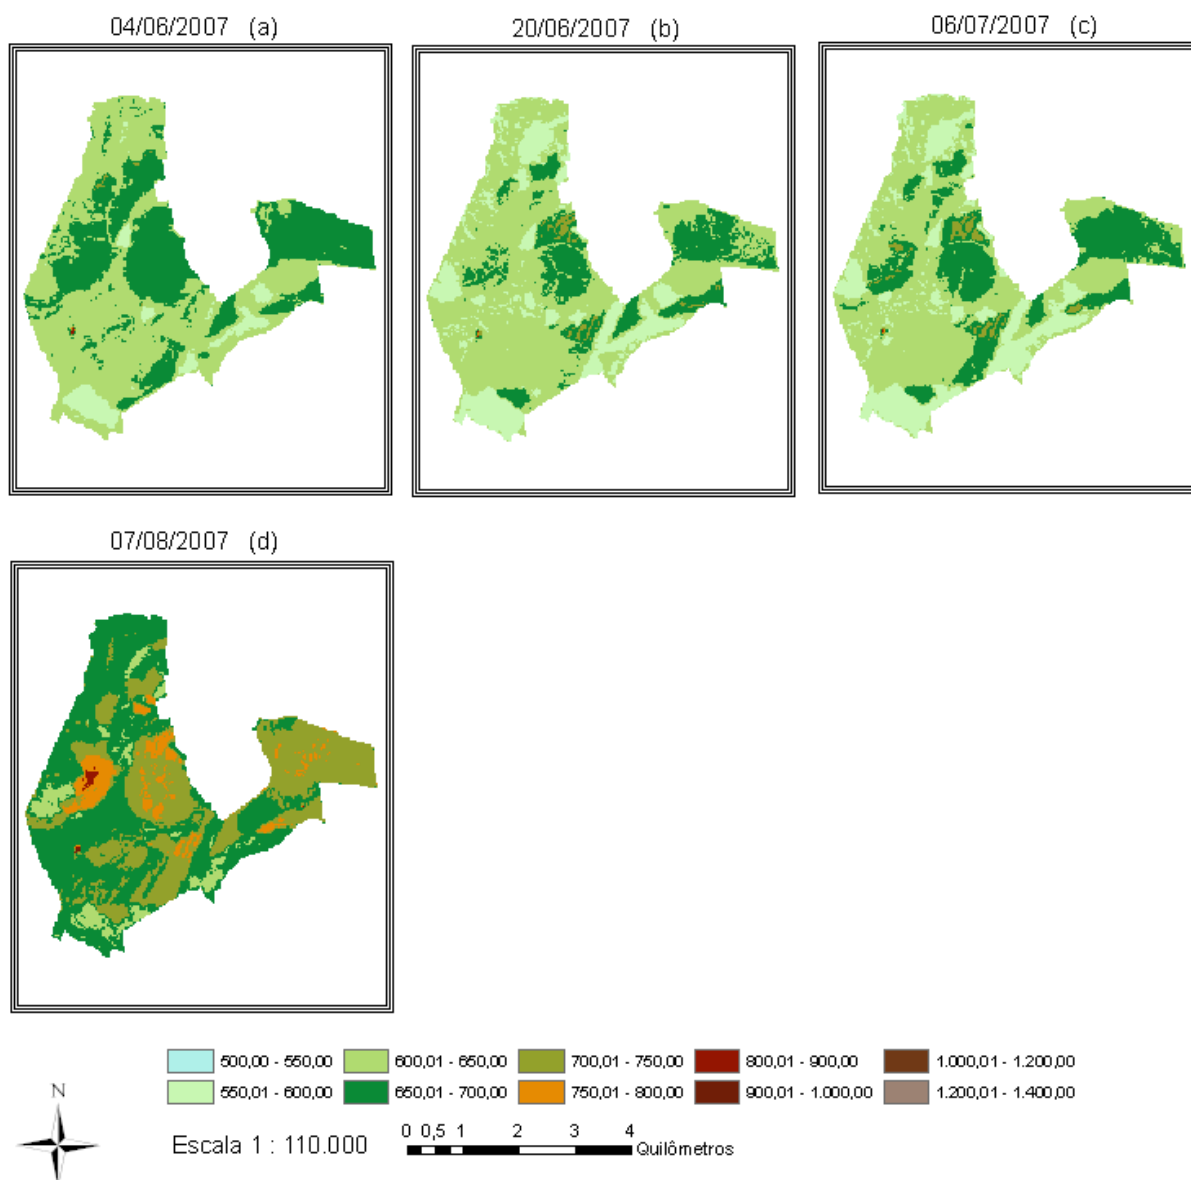 04/06/2007 (a)
20/06/2007 (b)
06/07/2007 (c)
07/08/2007 (d)
500,00 - 550,00
600,01 - 650,00
700,01 - 750,00
800,01 - 900,00
1.000,01 - 1.200,00
550,01 - 600,00
650,01 - 700,00
750,01 - 800,00
900,01 - 1.000,00
1.200,01 - 1.400,00
N
Escala 1 : 110.000
0 0,5 1 2 3 4
Quilômetros